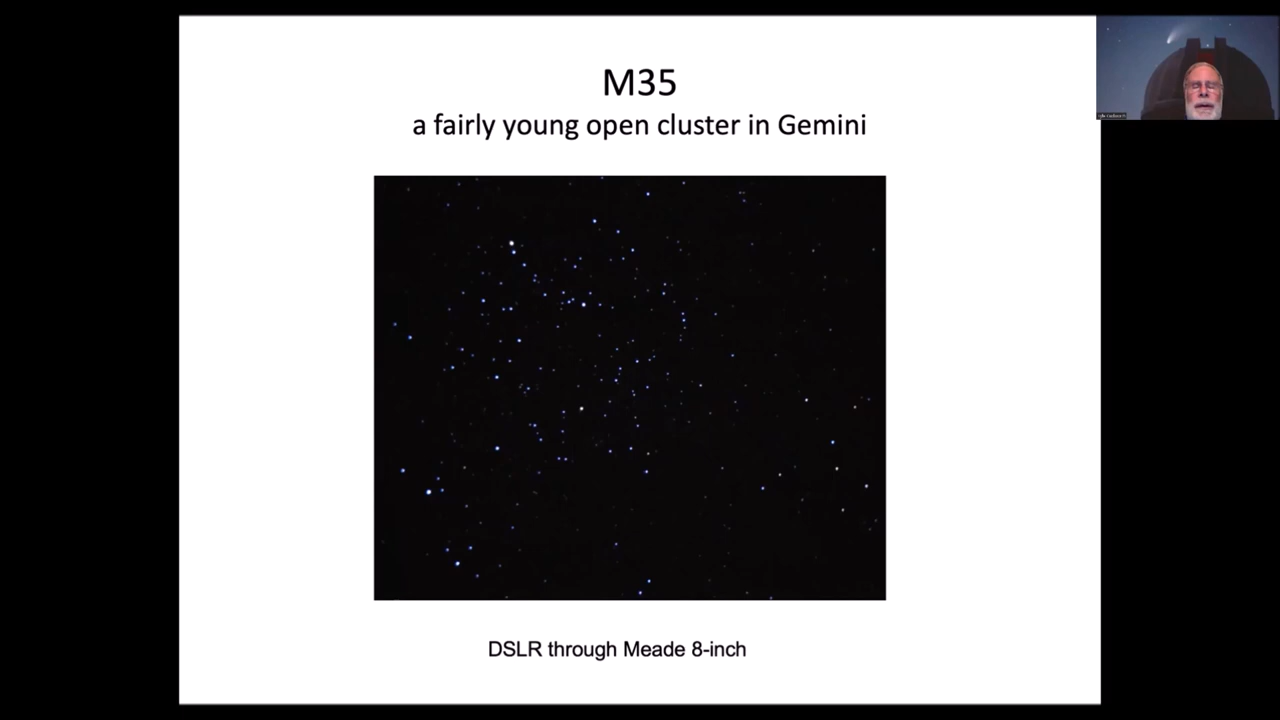 M35
a fairly young open cluster in Gemini
DSLR through Meade 8-inch